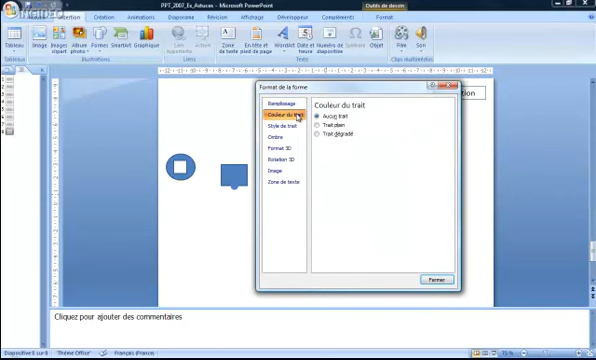 PPT_2007_Ex_Astuces - Microsoft PowerPoint
Outils de dessin
Insertion
Création
Animations
Diaporama
Révision
Affichage
Développeur
Compléments
Format
Tableau
Image
Images clipart
Album photo
Formes
SmartArt
Graphique
Lien hypertexte
Action
Zone de texte
En-tête et pied de page
WordArt
Date et heure
Numéro de diapositive
Symbole
Objet
Film
Son
Tableaux
Illustrations
Liens
Texte
Clips multimédias
Format de la forme
Remplissage
Couleur du trait
Style de trait
Ombre
Format 3D
Rotation 3D
Image
Zone de texte
Couleur du trait
Aucun trait
Trait plein
Trait dégradé
Fermer
Cliquez pour ajouter des commentaires
Thème Office
Français (France)